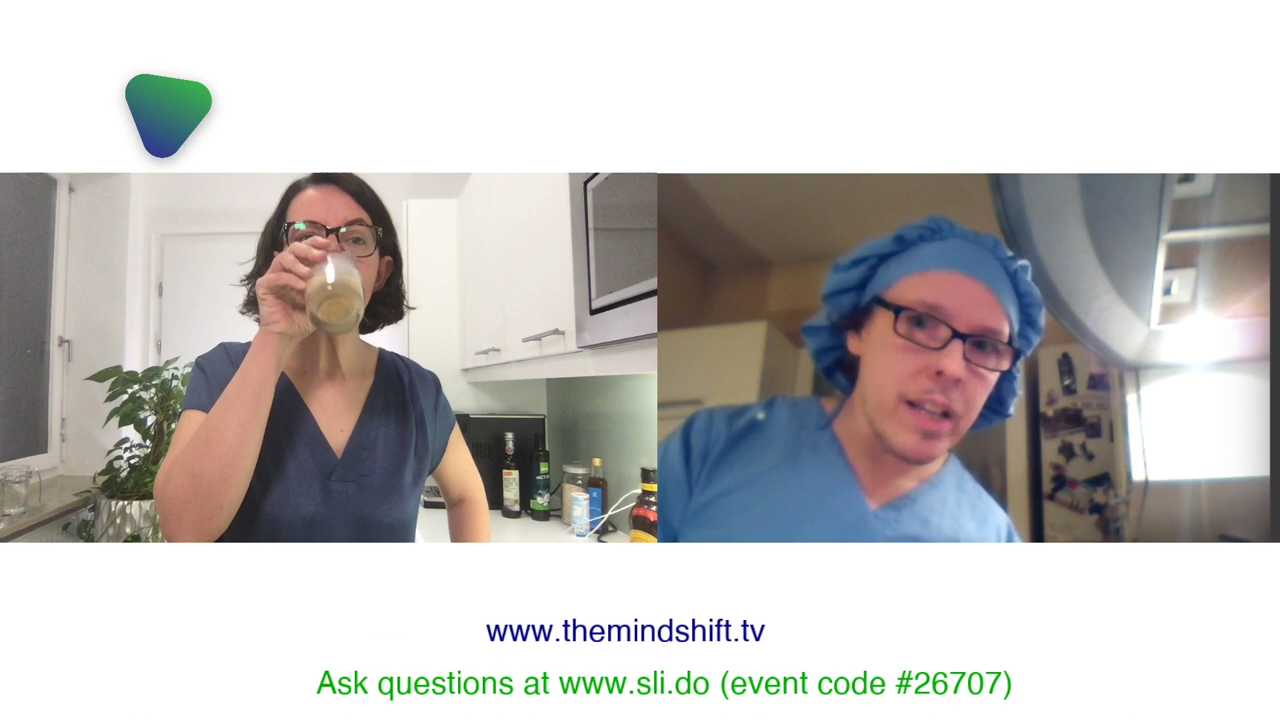 www.themindshift.tv
Ask questions at www.sli.do (event code #26707)